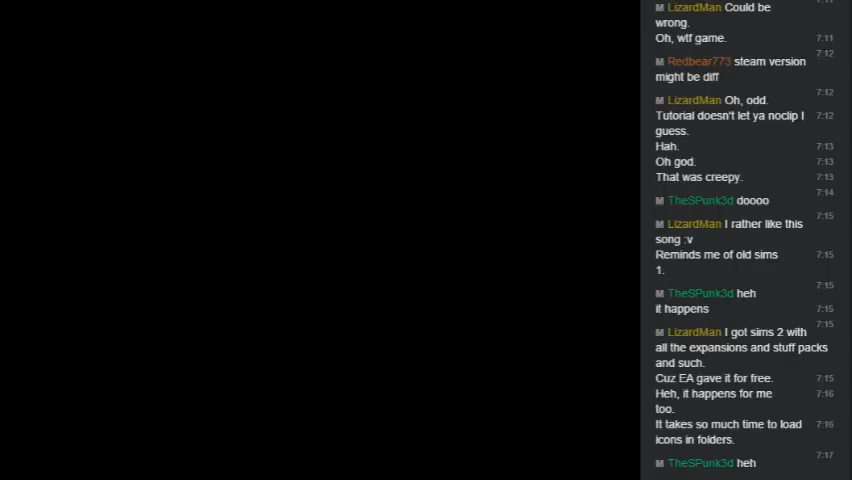 M LizardMan Could be
wrong.
Oh, wtf game. 7:11
7:12
M Redbear773 steam version
might be diff
7:12
M LizardMan Oh, odd.
Tutorial doesn't let ya noclip I 7:12
guess.
Hah. 7:13
Oh god. 7:13
That was creepy. 7:13
7:14
M TheSPunk3d doooo
7:15
M LizardMan I rather like this
song :v
Reminds me of old sims 7:15
1.
7:15
M TheSPunk3d heh
it happens 7:15
7:15
M LizardMan I got sims 2 with
all the expansions and stuff packs
and such.
Cuz EA gave it for free. 7:15
Heh, it happens for me 7:16
too.
It takes so much time to load 7:16
icons in folders.
7:17
M TheSPunk3d heh